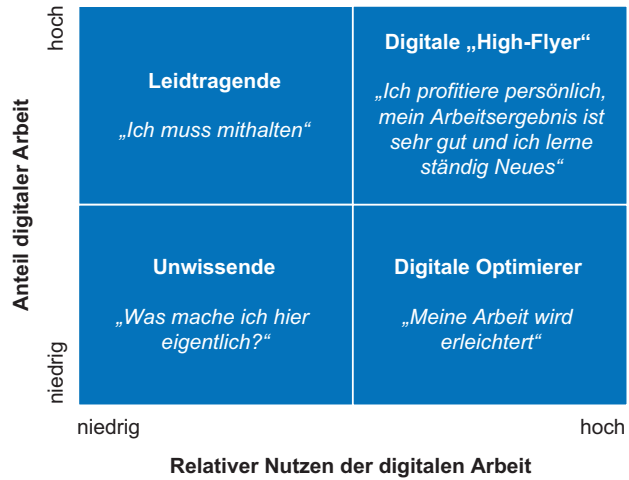 Anteil digitaler Arbeit
hoch
niedrig
Leidtragende
„Ich muss mithalten“
Digitale „High-Flyer“
„Ich profitiere persönlich,
mein Arbeitsergebnis ist
sehr gut und ich lerne
ständig Neues“
Unwissende
„Was mache ich hier
eigentlich?“
Digitale Optimierer
„Meine Arbeit wird
erleichtert“
niedrig
hoch
Relativer Nutzen der digitalen Arbeit